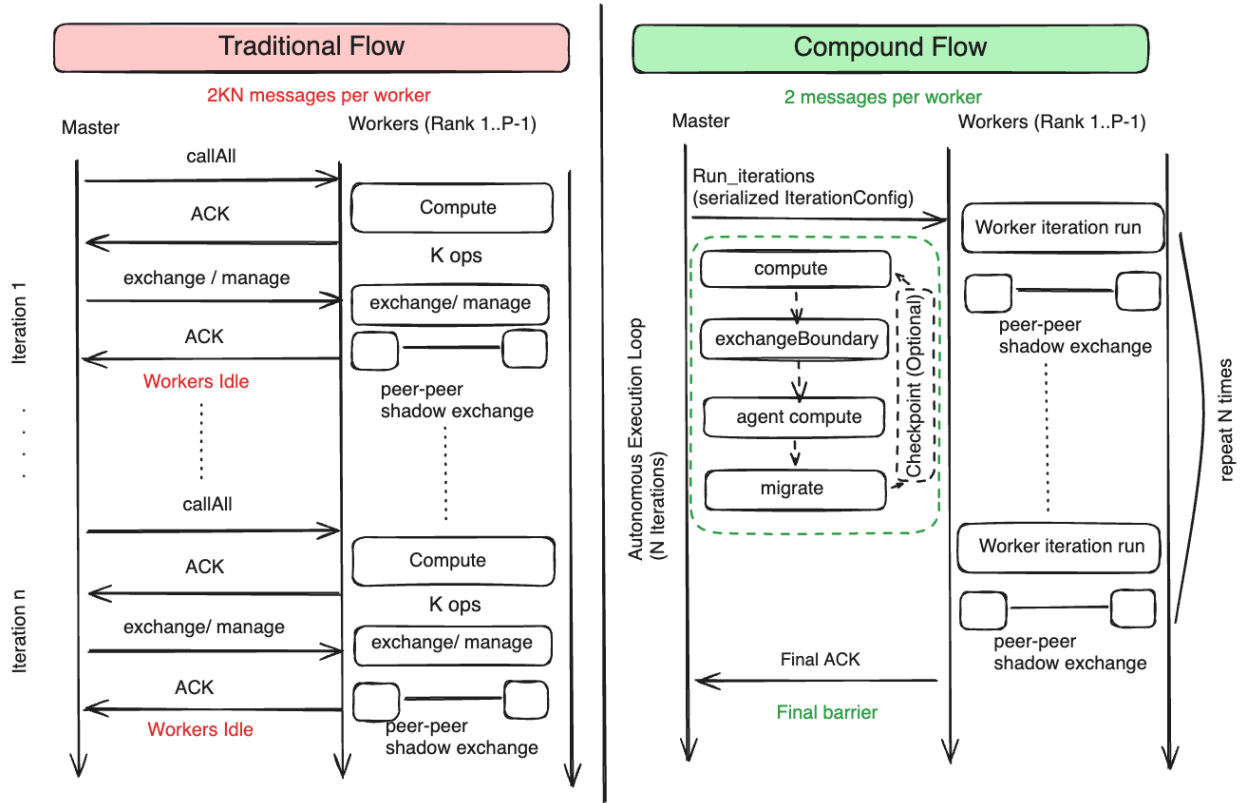 Traditional Flow
2KN messages per worker
Master
Workers (Rank 1..P-1)
callAll
Compute
ACK
K ops
exchange / manage
exchange/ manage
ACK
Workers Idle
peer-peer
shadow exchange
Iteration 1
callAll
Compute
ACK
K ops
exchange/ manage
exchange/ manage
ACK
Workers Idle
peer-peer
shadow exchange
Iteration n
Compound Flow
2 messages per worker
Master
Workers (Rank 1..P-1)
Run_iterations
(serialized IterationConfig)
Worker iteration run
compute
exchangeBoundary
agent compute
migrate
Checkpoint (Optional)
Autonomous Execution Loop
(N Iterations)
peer-peer
shadow exchange
repeat N times
Worker iteration run
peer-peer
shadow exchange
Final ACK
Final barrier